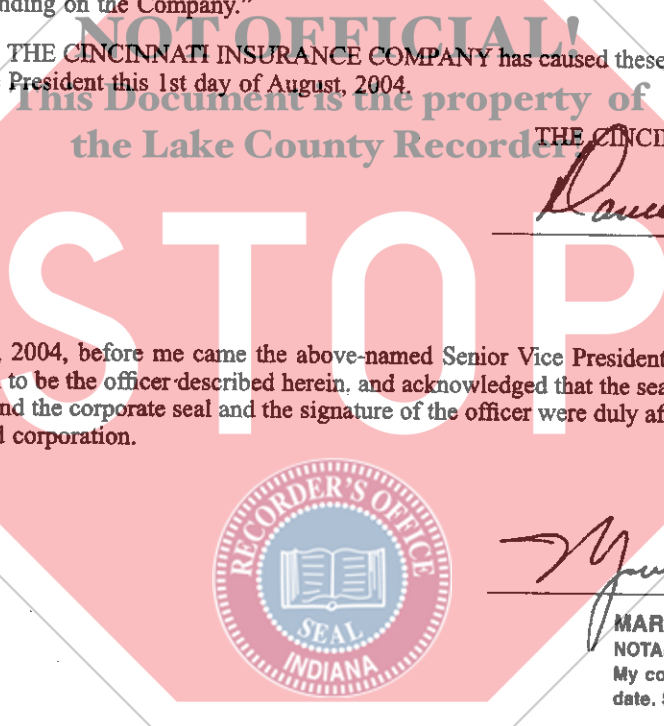 nding on the Company."
NOT OFFICIAL!
THE CINCINNATI INSURANCE COMPANY has caused these
President this 1st day of August, 2004.
This Document is the property of
the Lake County Recorder!
THE CINCI
STOP
, 2004, before me came the above-named Senior Vice President
to be the officer described herein, and acknowledged that the sea
nd the corporate seal and the signature of the officer were duly af
corporation.
RECORDER'S OFFICE
SEAL
INDIANA
MAR
NOTA
My co
date.